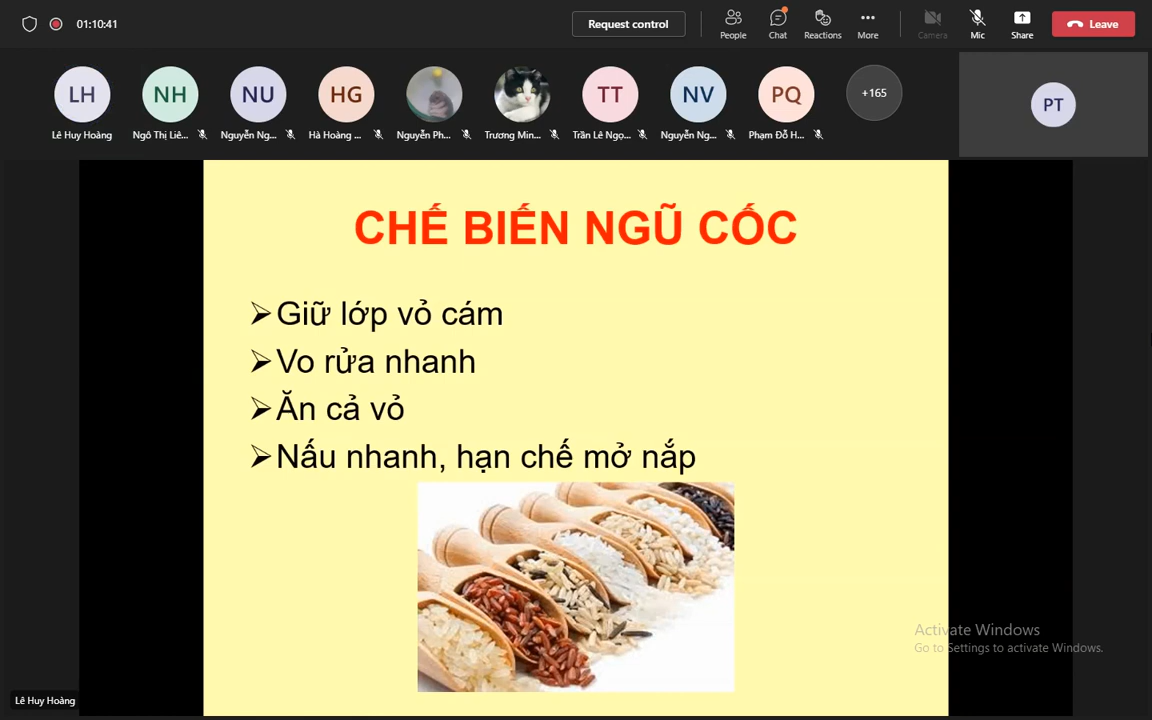 01:10:41
Request control
People
Chat
Reactions
More
Camera
Mic
Share
Leave
LH
NH
NU
HG
TT
NV
PQ
+165
PT
Lê Huy Hoàng
Ngô Thị Liê...
Nguyễn Ng...
Hà Hoàng ...
Nguyễn Ph...
Trương Min...
Trần Lê Ngọ...
Nguyễn Ng...
Phạm Đỗ H...
CHẾ BIẾN NGŨ CỐC
➢Giữ lớp vỏ cám
➢Vo rửa nhanh
➢Ăn cả vỏ
➢Nấu nhanh, hạn chế mở nắp
Activate Windows
Go to Settings to activate Windows.
Lê Huy Hoàng